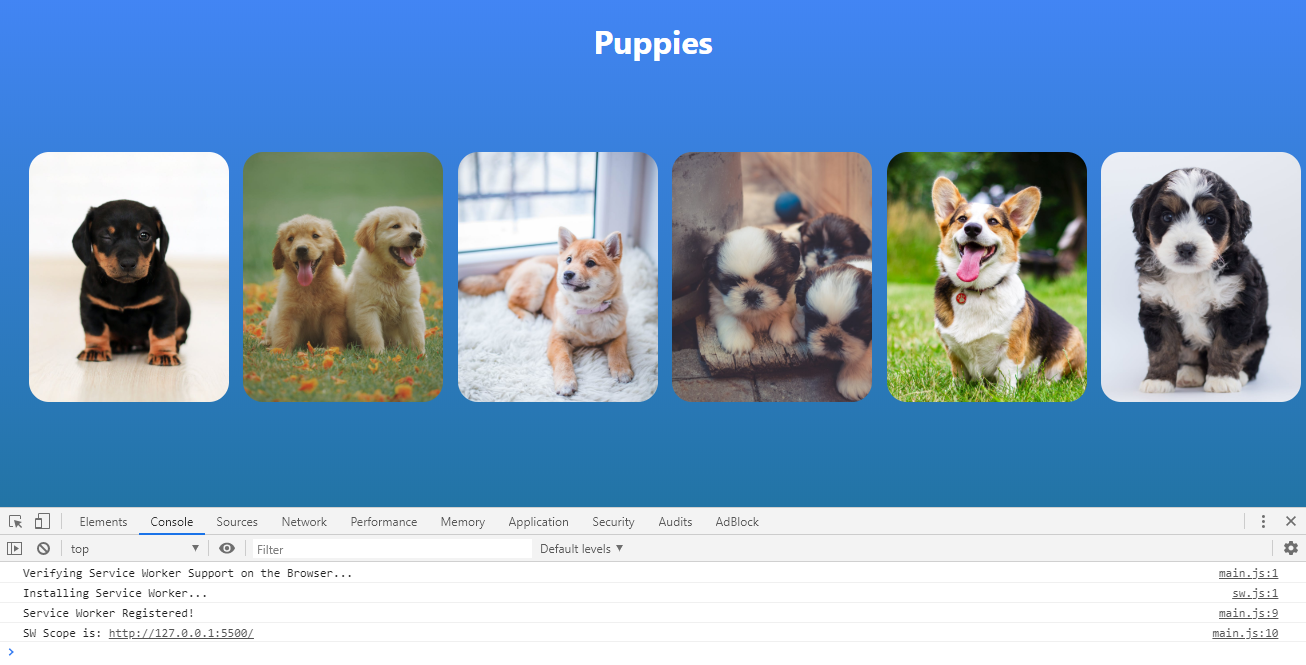 Puppies
Elements Console Sources Network Performance Memory Application Security Audits AdBlock
top Filter Default levels
Verifying Service Worker Support on the Browser... main.js:1
Installing Service Worker... sw.js:1
Service Worker Registered! main.js:9
SW Scope is: http://127.0.0.1:5500/ main.js:10